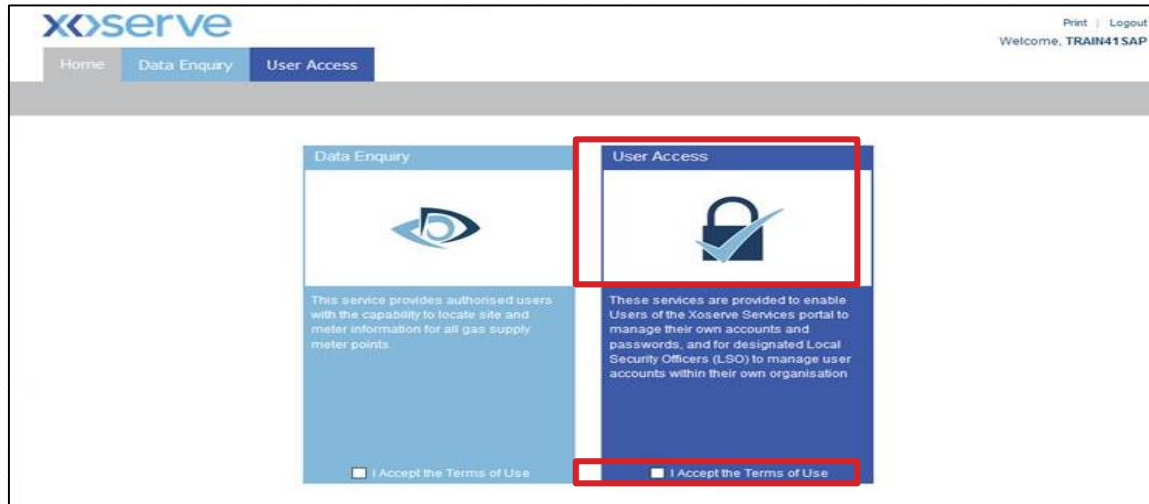 xoserve
Print | Logout
Welcome, TRAIN41SAP
Home Data Enquiry User Access
Data Enquiry
This service provides authorised users
with the capability to locate site and
meter information for all gas supply
meter points.
I Accept the Terms of Use
User Access
These services are provided to enable
Users of the Xoserve Services portal to
manage their own accounts and
passwords, and for designated Local
Security Officers (LSO) to manage user
accounts within their own organisation
I Accept the Terms of Use